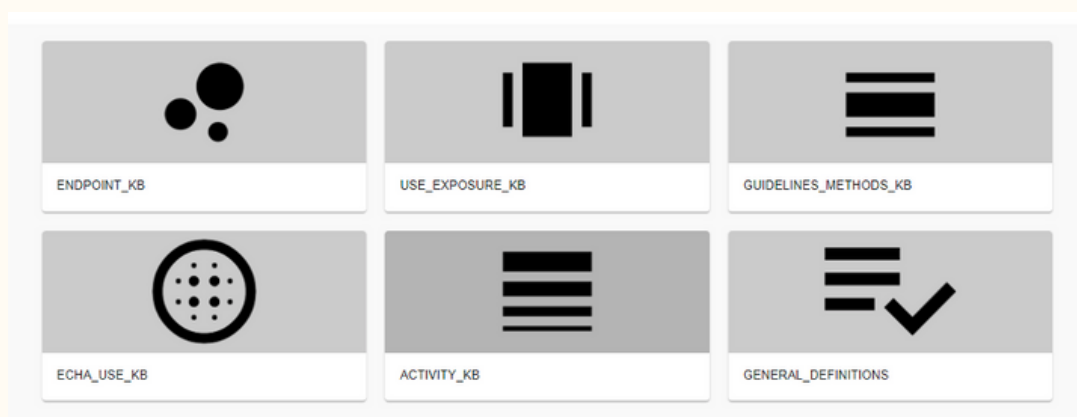 ENDPOINT_KB
USE_EXPOSURE_KB
GUIDELINES_METHODS_KB
ECHA_USE_KB
ACTIVITY_KB
GENERAL_DEFINITIONS